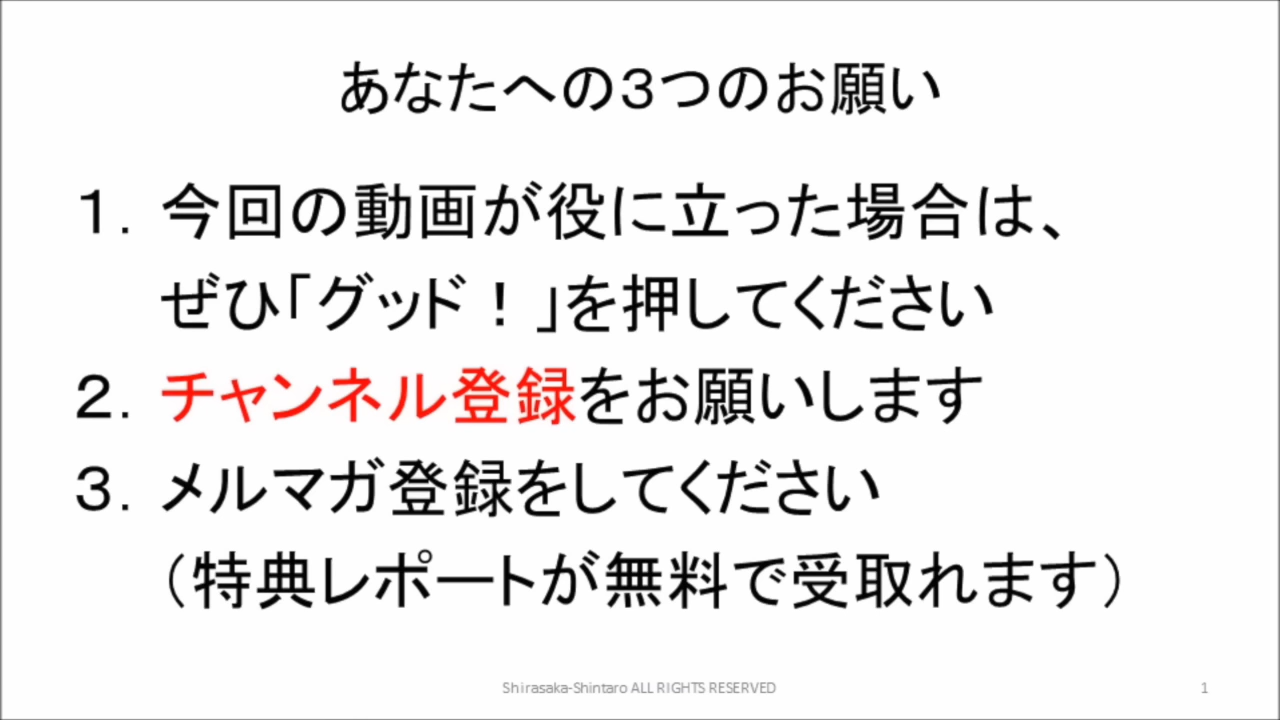 あなたへの３つのお願い
１．今回の動画が役に立った場合は、
ぜひ「グッド！」を押してください
２．チャンネル登録をお願いします
３．メルマガ登録をしてください
（特典レポートが無料で受取れます）
Shirasaka-Shintaro ALL RIGHTS RESERVED 1